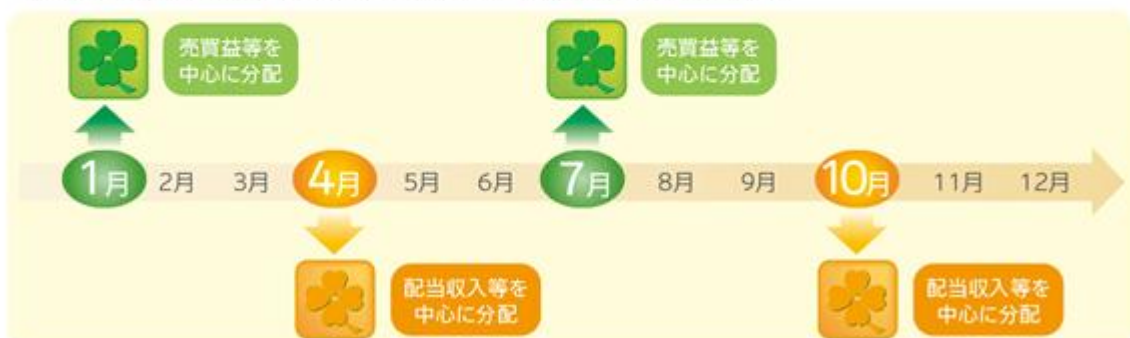 売買益等を
中心に分配
売買益等を
中心に分配
1月 2月 3月 4月 5月 6月 7月 8月 9月 10月 11月 12月
配当収入等を
中心に分配
配当収入等を
中心に分配